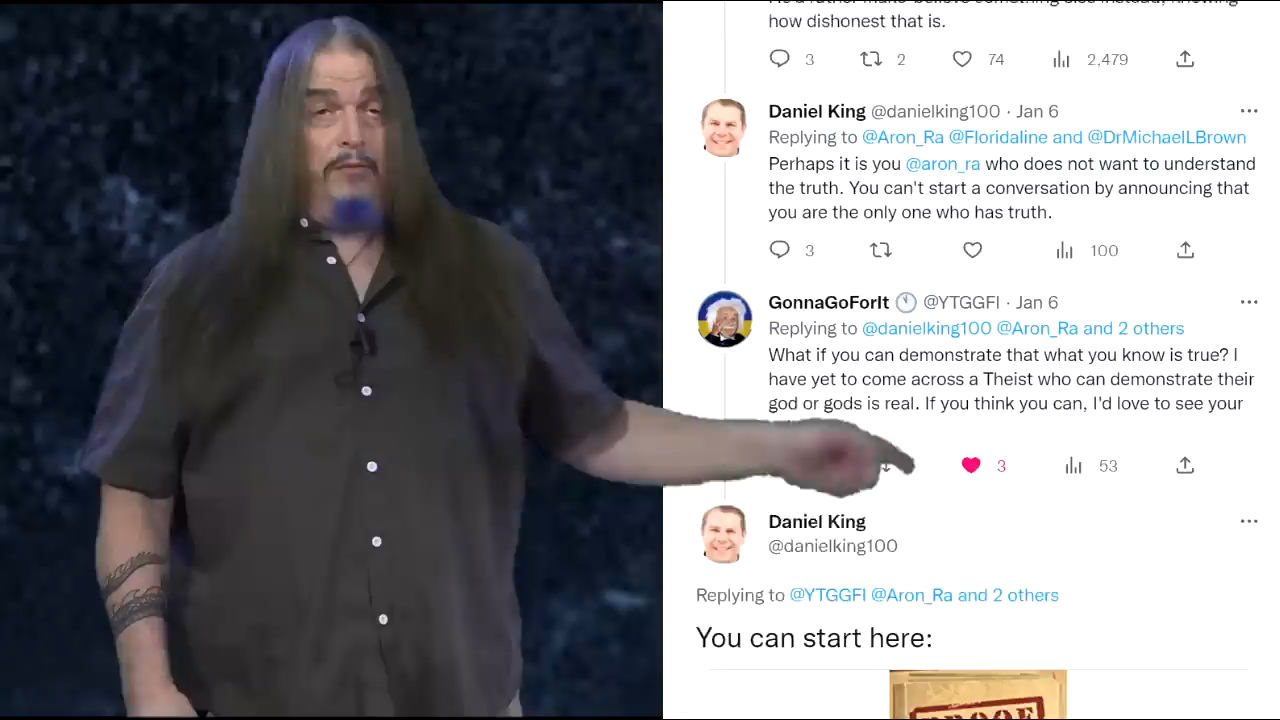 how dishonest that is.
3 2 74 2,479
Daniel King @danielking100 · Jan 6
Replying to @Aron_Ra @Floridaline and @DrMichaelLBrown
Perhaps it is you @aron_ra who does not want to understand
the truth. You can't start a conversation by announcing that
you are the only one who has truth.
3 100
GonnaGoForIt @YTGGFI · Jan 6
Replying to @danielking100 @Aron_Ra and 2 others
What if you can demonstrate that what you know is true? I
have yet to come across a Theist who can demonstrate their
god or gods is real. If you think you can, I'd love to see your
3 53
Daniel King
@danielking100
Replying to @YTGGFI @Aron_Ra and 2 others
You can start here:
PROOF